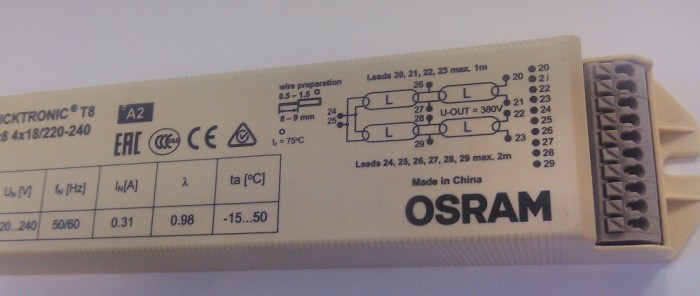 ICKTRONIC® T8
8 4x18/220-240
A2
EAC CCC CE
wire preparation
0.5 – 1.5
8 – 9 mm
tc = 75ºC
Leads 20, 21, 22, 23 max. 1m
24
25
26
27
28
29
L
L
L
L
U-OUT = 380V
20
21
22
23
Leads 24, 25, 26, 27, 28, 29 max. 2m
20
21
22
23
24
25
26
27
28
29
UN [V] fN [Hz] IN[A] λ ta [ºC]
20...240 50/60 0.31 0.98 -15...50
Made in China
OSRAM